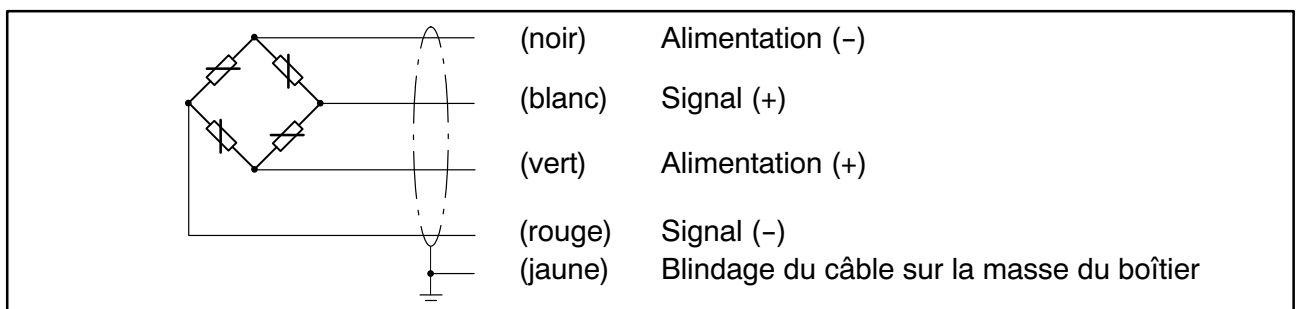 (noir) Alimentation (–)
(blanc) Signal (+)
(vert) Alimentation (+)
(rouge) Signal (–)
(jaune) Blindage du câble sur la masse du boîtier